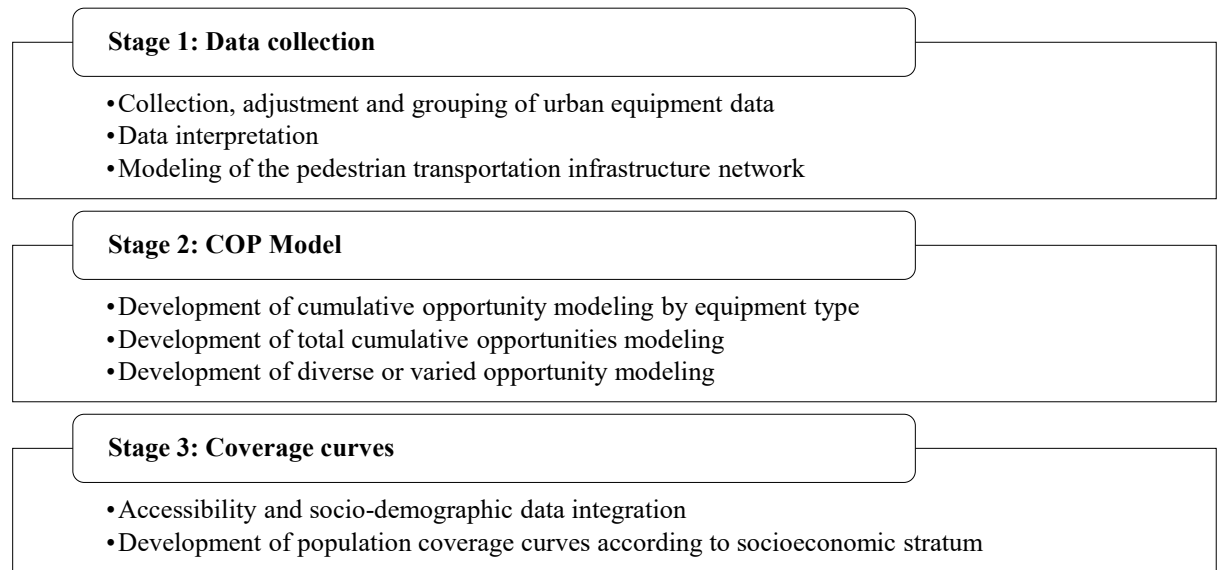 Stage 1: Data collection
•Collection, adjustment and grouping of urban equipment data
•Data interpretation
•Modeling of the pedestrian transportation infrastructure network
Stage 2: COP Model
•Development of cumulative opportunity modeling by equipment type
•Development of total cumulative opportunities modeling
•Development of diverse or varied opportunity modeling
Stage 3: Coverage curves
•Accessibility and socio-demographic data integration
•Development of population coverage curves according to socioeconomic stratum